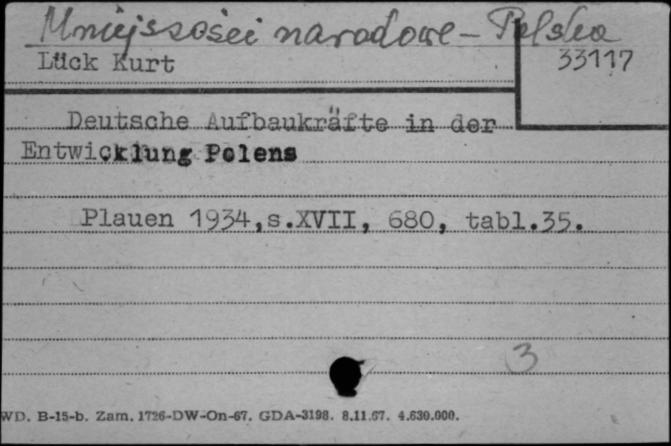 Mniejszości narodowe - Polska
Lück Kurt
33117
Deutsche Aufbaukräfte in der
Entwicklung Polens
Plauen 1934,s.XVII, 680, tabl.35.
3
WD. B-15-b. Zam. 1726-DW-On-67. GDA-3198. 8.11.67. 4.630.000.